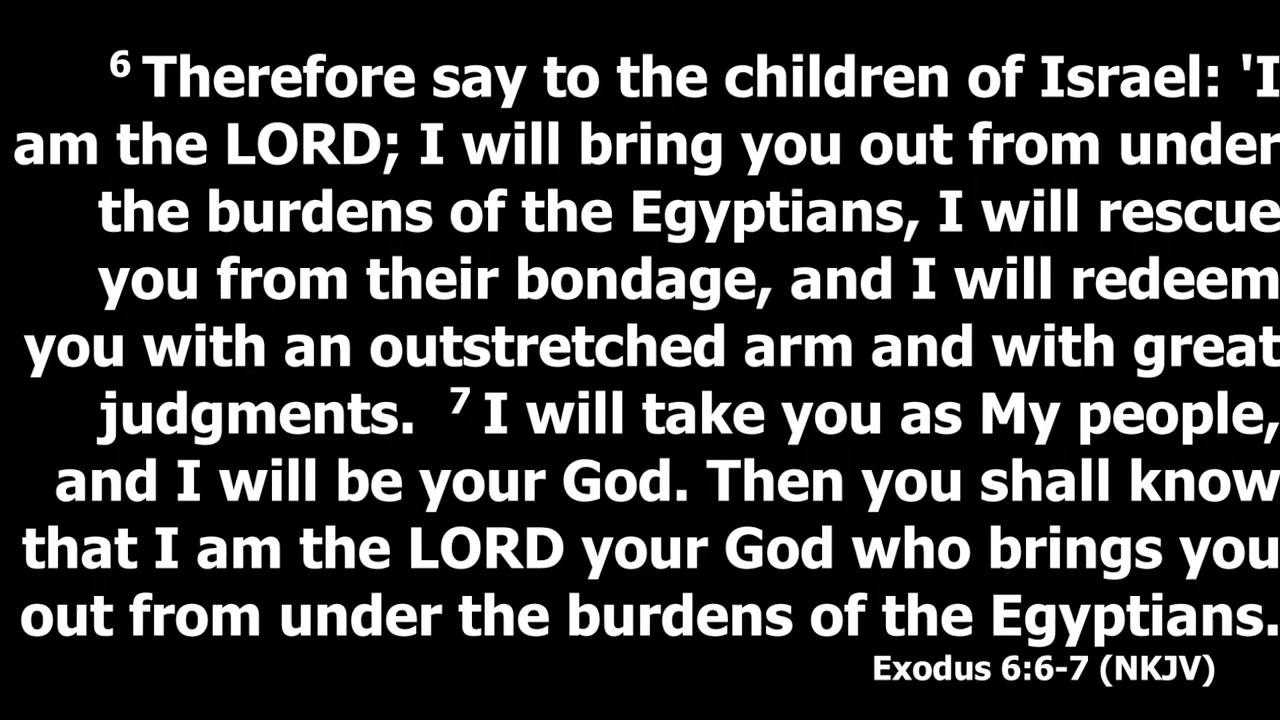 6 Therefore say to the children of Israel: 'I
am the LORD; I will bring you out from under
the burdens of the Egyptians, I will rescue
you from their bondage, and I will redeem
you with an outstretched arm and with great
judgments. 7 I will take you as My people,
and I will be your God. Then you shall know
that I am the LORD your God who brings you
out from under the burdens of the Egyptians.
Exodus 6:6-7 (NKJV)